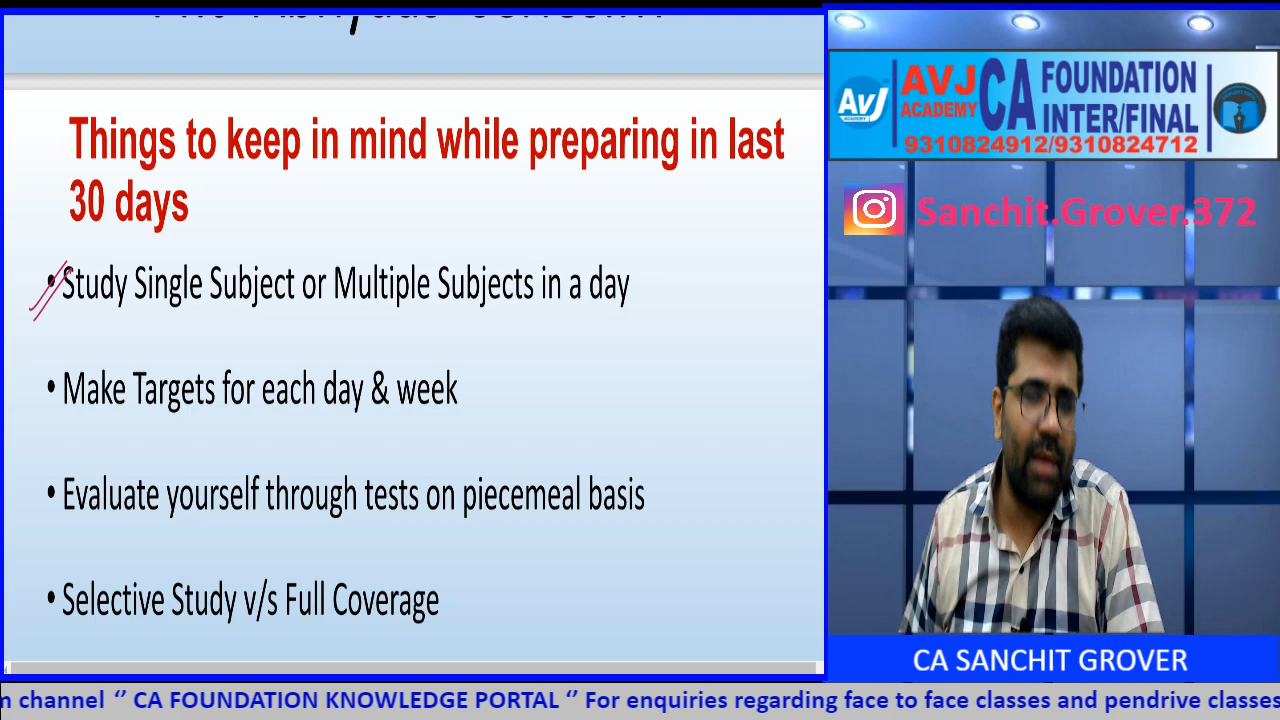 Things to keep in mind while preparing in last
30 days
• Study Single Subject or Multiple Subjects in a day
• Make Targets for each day & week
• Evaluate yourself through tests on piecemeal basis
• Selective Study v/s Full Coverage
AVJ
ACADEMY
AVJ
ACADEMY
CA
FOUNDATION
INTER/FINAL
9310824912/9310824712
Sanchit.Grover.372
CA SANCHIT GROVER
channel “ CA FOUNDATION KNOWLEDGE PORTAL “ For enquiries regarding face to face classes and pendrive classes